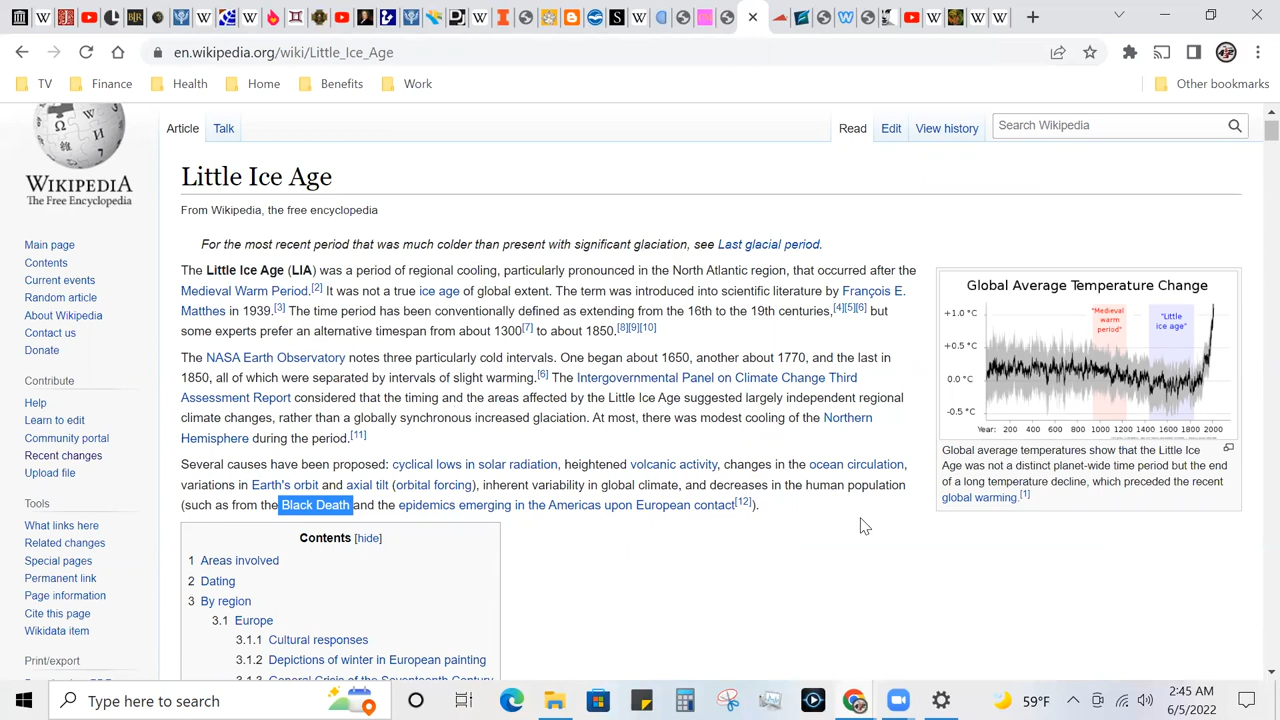 en.wikipedia.org/wiki/Little_Ice_Age
TV Finance Health Home Benefits Work Other bookmarks
WIKIPEDIA
The Free Encyclopedia
Main page
Contents
Current events
Random article
About Wikipedia
Contact us
Donate
Contribute
Help
Learn to edit
Community portal
Recent changes
Upload file
Tools
What links here
Related changes
Special pages
Permanent link
Page information
Cite this page
Wikidata item
Print/export
Article Talk Read Edit View history Search Wikipedia
Little Ice Age
From Wikipedia, the free encyclopedia
For the most recent period that was much colder than present with significant glaciation, see Last glacial period.
The Little Ice Age (LIA) was a period of regional cooling, particularly pronounced in the North Atlantic region, that occurred after the
Medieval Warm Period.[2] It was not a true ice age of global extent. The term was introduced into scientific literature by François E.
Matthes in 1939.[3] The time period has been conventionally defined as extending from the 16th to the 19th centuries,[4][5][6] but
some experts prefer an alternative timespan from about 1300[7] to about 1850.[8][9][10]
The NASA Earth Observatory notes three particularly cold intervals. One began about 1650, another about 1770, and the last in
1850, all of which were separated by intervals of slight warming.[6] The Intergovernmental Panel on Climate Change Third
Assessment Report considered that the timing and the areas affected by the Little Ice Age suggested largely independent regional
climate changes, rather than a globally synchronous increased glaciation. At most, there was modest cooling of the Northern
Hemisphere during the period.[11]
Several causes have been proposed: cyclical lows in solar radiation, heightened volcanic activity, changes in the ocean circulation,
variations in Earth's orbit and axial tilt (orbital forcing), inherent variability in global climate, and decreases in the human population
(such as from the Black Death and the epidemics emerging in the Americas upon European contact[12]).
Contents [hide]
1 Areas involved
2 Dating
3 By region
3.1 Europe
3.1.1 Cultural responses
3.1.2 Depictions of winter in European painting
3.1.3 General Crisis of the Seventeenth Century
Global Average Temperature Change
+1.0 °C
+0.5 °C
0.0 °C
-0.5 °C
"Medieval
warm
period"
"Little
ice age"
Year: 200 400 600 800 1000 1200 1400 1600 1800 2000
Global average temperatures show that the Little Ice
Age was not a distinct planet-wide time period but the end
of a long temperature decline, which preceded the recent
global warming.[1]
Type here to search
59°F
2:45 AM
6/5/2022